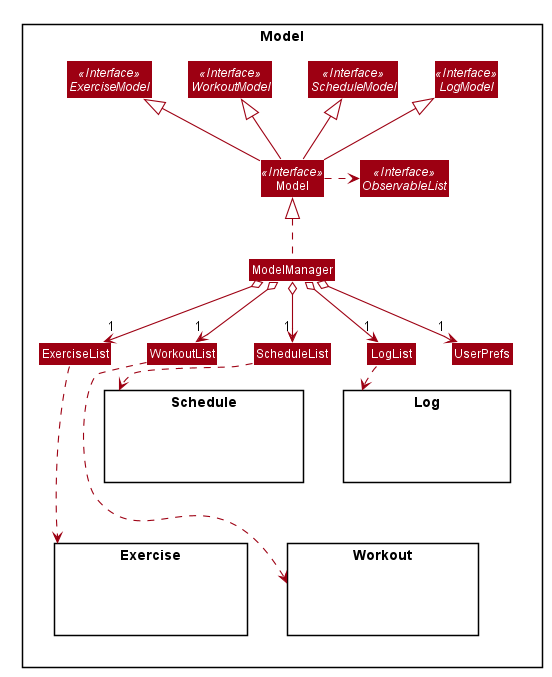 Model
«Interface»
ExerciseModel
«Interface»
WorkoutModel
«Interface»
ScheduleModel
«Interface»
LogModel
«Interface»
Model
«Interface»
ObservableList
ModelManager
1
1
1
1
1
ExerciseList
WorkoutList
ScheduleList
LogList
UserPrefs
Schedule
Log
Exercise
Workout